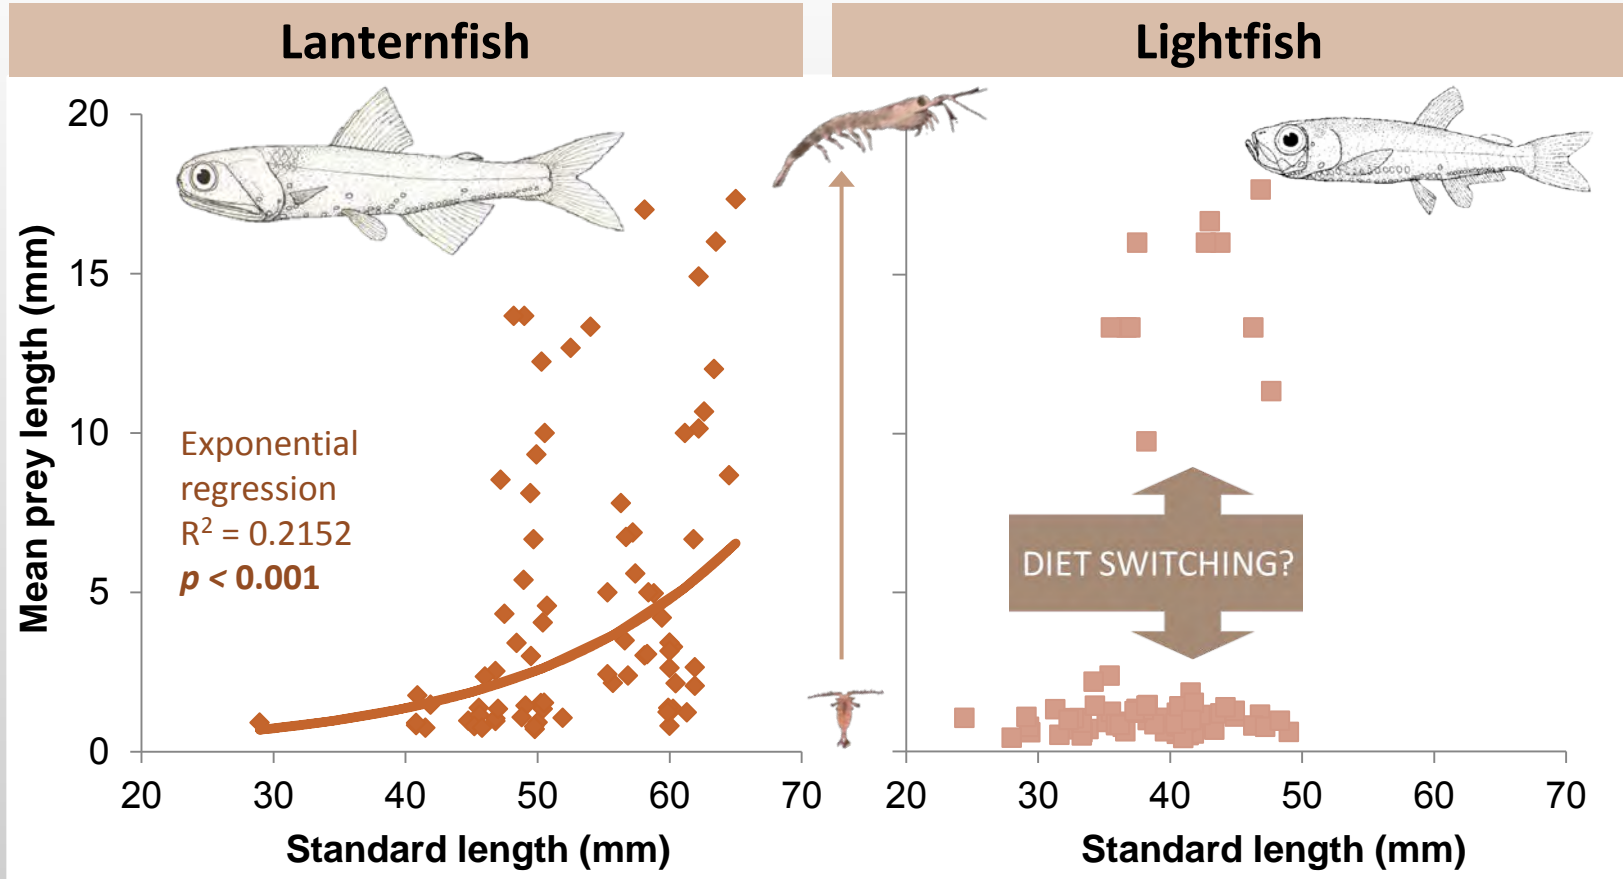 Lanternfish
Lightfish
Mean prey length (mm)
20
15
10
5
0
Exponential
regression
R² = 0.2152
p < 0.001
20 30 40 50 60 70
Standard length (mm)
DIET SWITCHING?
20 30 40 50 60 70
Standard length (mm)